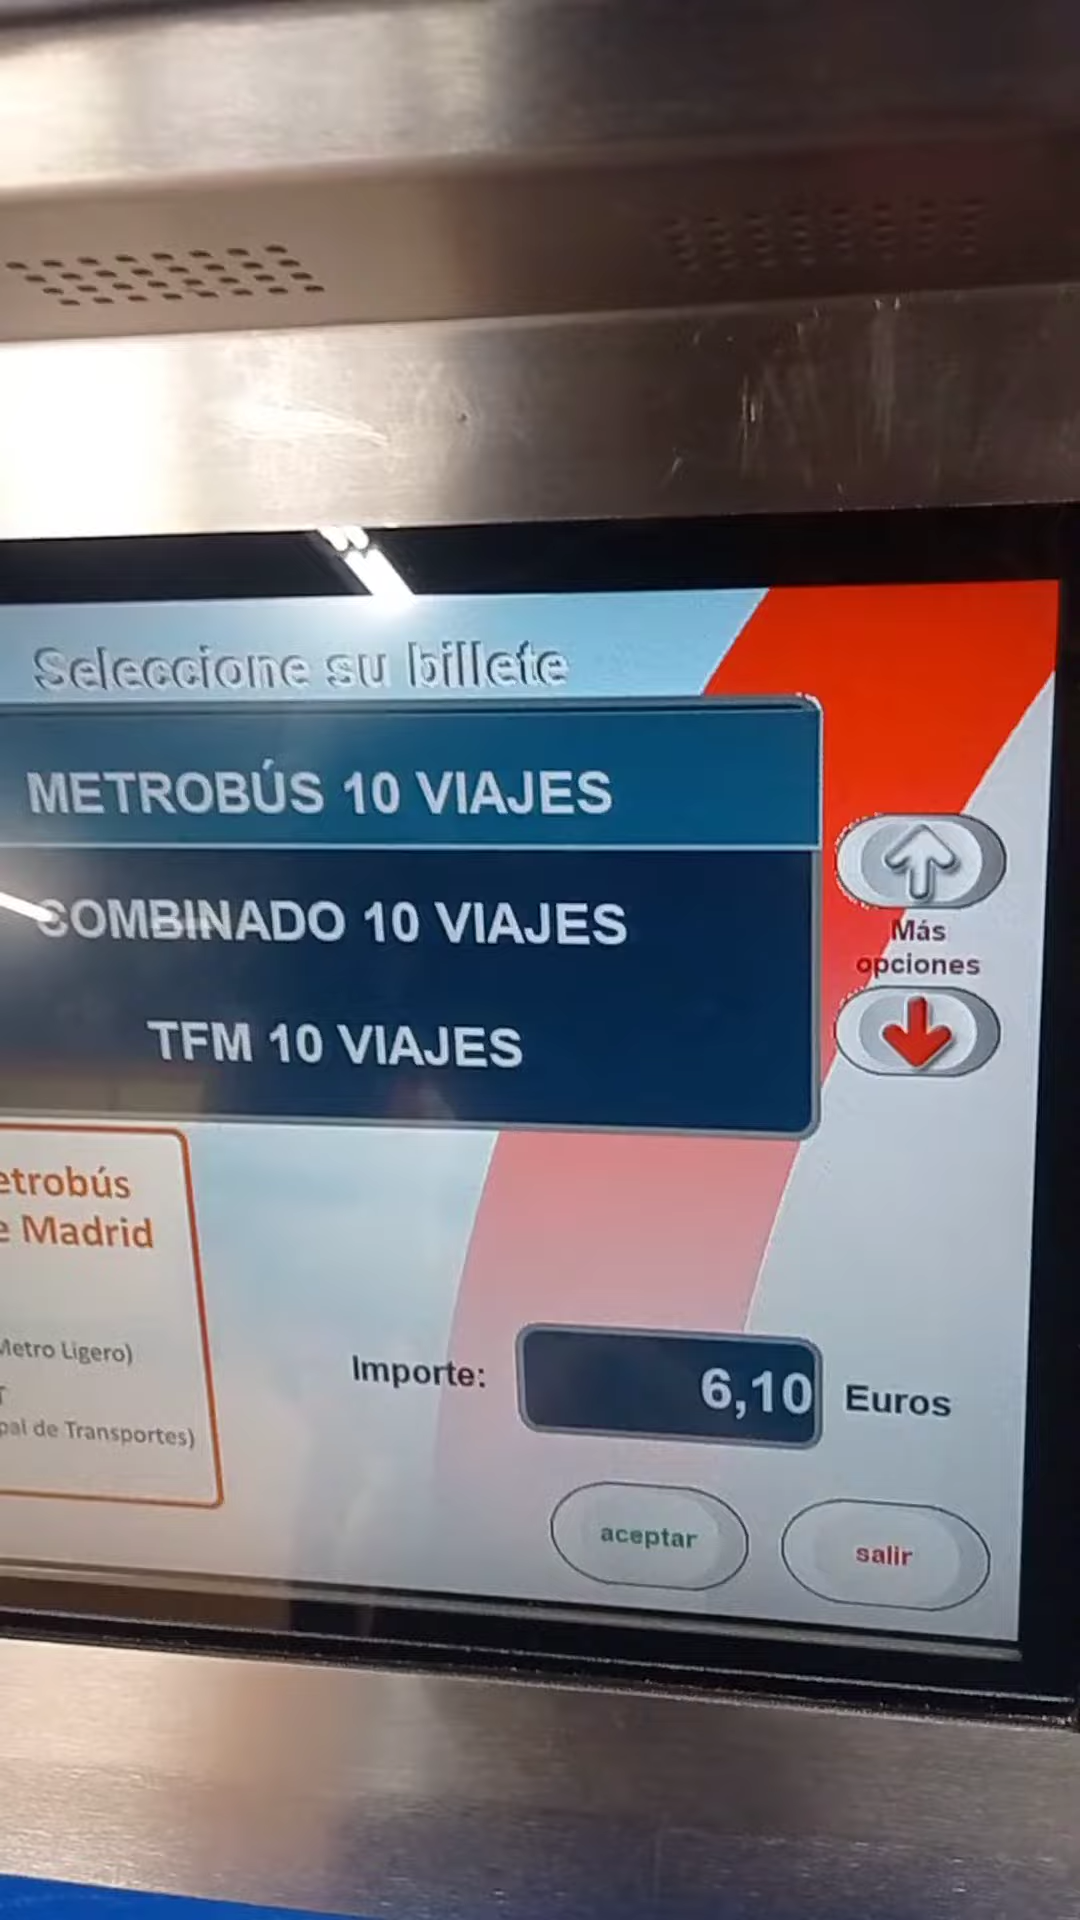 Seleccione su billete
METROBÚS 10 VIAJES
COMBINADO 10 VIAJES
TFM 10 VIAJES
Más
opciones
etrobús
e Madrid
Metro Ligero)
T
pal de Transportes)
Importe:
6,10 Euros
aceptar
salir